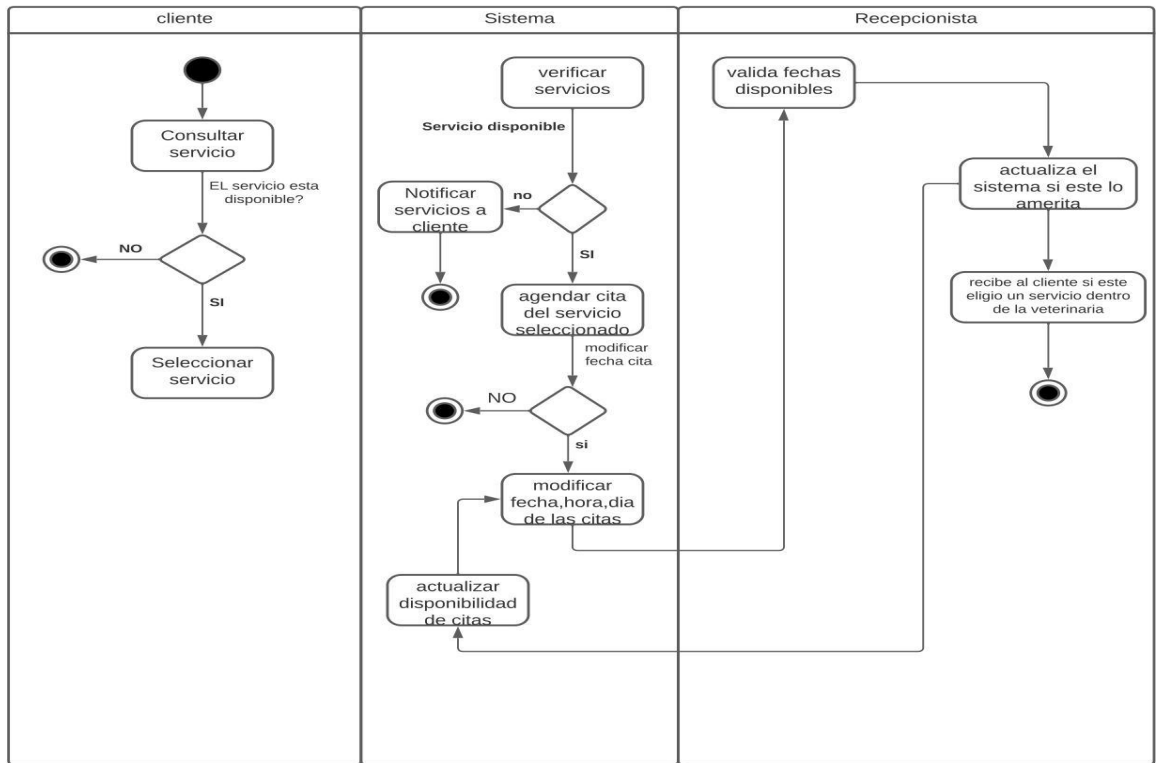 cliente
Sistema
Recepcionista
Consultar
servicio
EL servicio esta
disponible?
NO
SI
Seleccionar
servicio
verificar
servicios
Servicio disponible
no
Notificar
servicios a
cliente
SI
agendar cita
del servicio
seleccionado
modificar
fecha cita
NO
si
modificar
fecha,hora,dia
de las citas
actualizar
disponibilidad
de citas
valida fechas
disponibles
actualiza el
sistema si este lo
amerita
recibe al cliente si este
eligio un servicio dentro
de la veterinaria